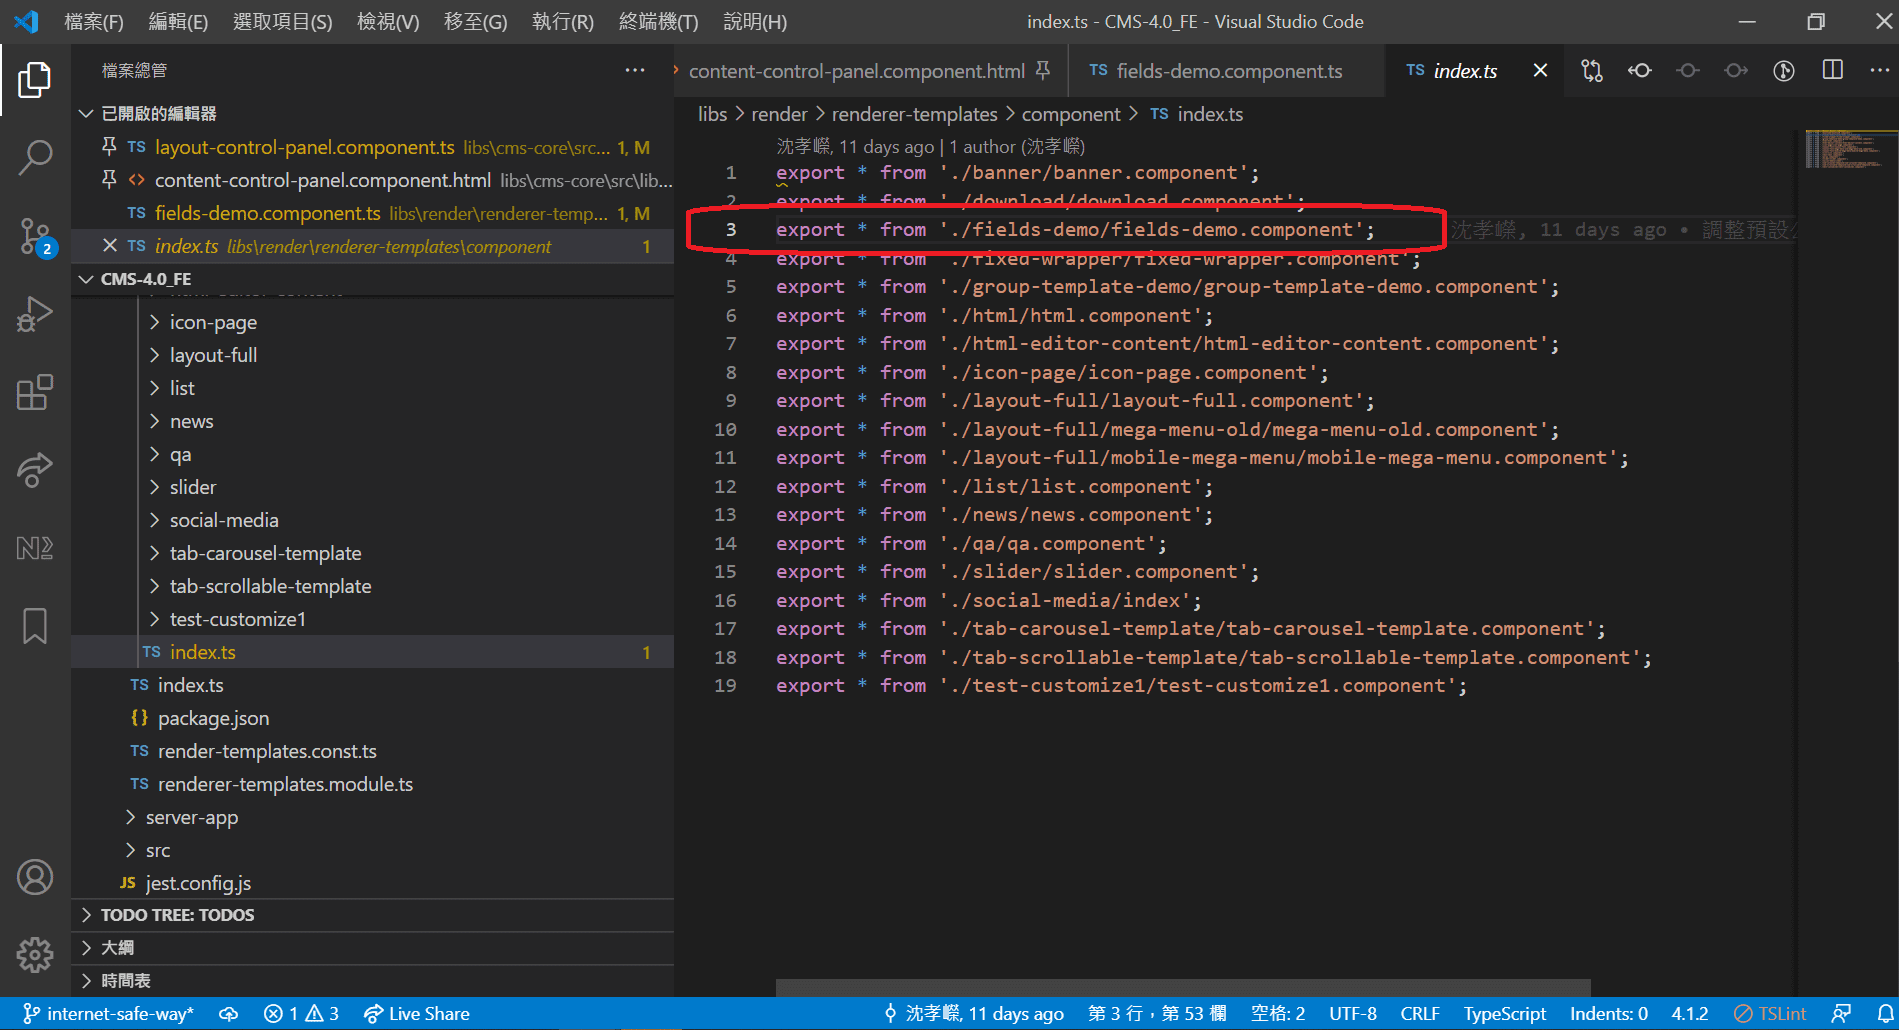 檔案(F) 編輯(E) 選取項目(S) 檢視(V) 移至(G) 執行(R) 終端機(T) 說明(H)
index.ts - CMS-4.0_FE - Visual Studio Code
檔案總管
已開啟的編輯器
TS layout-control-panel.component.ts libs\cms-core\src... 1, M
content-control-panel.component.html libs\cms-core\src\lib...
TS fields-demo.component.ts libs\render\renderer-temp... 1, M
TS index.ts libs\render\renderer-templates\component 1
CMS-4.0_FE
icon-page
layout-full
list
news
qa
slider
social-media
tab-carousel-template
tab-scrollable-template
test-customize1
TS index.ts 1
TS index.ts
{} package.json
TS render-templates.const.ts
TS renderer-templates.module.ts
server-app
src
JS jest.config.js
TODO TREE: TODOS
大綱
時間表
2
content-control-panel.component.html
TS fields-demo.component.ts
TS index.ts
libs > render > renderer-templates > component > TS index.ts
沈孝嶸, 11 days ago | 1 author (沈孝嶸)
1 export * from './banner/banner.component';
2 export * from './download/download.component';
3 export * from './fields-demo/fields-demo.component'; 沈孝嶸, 11 days ago • 調整預設
4 export * from './fixed-wrapper/fixed-wrapper.component';
5 export * from './group-template-demo/group-template-demo.component';
6 export * from './html/html.component';
7 export * from './html-editor-content/html-editor-content.component';
8 export * from './icon-page/icon-page.component';
9 export * from './layout-full/layout-full.component';
10 export * from './layout-full/mega-menu-old/mega-menu-old.component';
11 export * from './layout-full/mobile-mega-menu/mobile-mega-menu.component';
12 export * from './list/list.component';
13 export * from './news/news.component';
14 export * from './qa/qa.component';
15 export * from './slider/slider.component';
16 export * from './social-media/index';
17 export * from './tab-carousel-template/tab-carousel-template.component';
18 export * from './tab-scrollable-template/tab-scrollable-template.component';
19 export * from './test-customize1/test-customize1.component';
internet-safe-way* 1 3 Live Share 沈孝嶸, 11 days ago 第 3 行，第 53 欄 空格: 2 UTF-8 CRLF TypeScript Indents: 0 4.1.2 TSLint